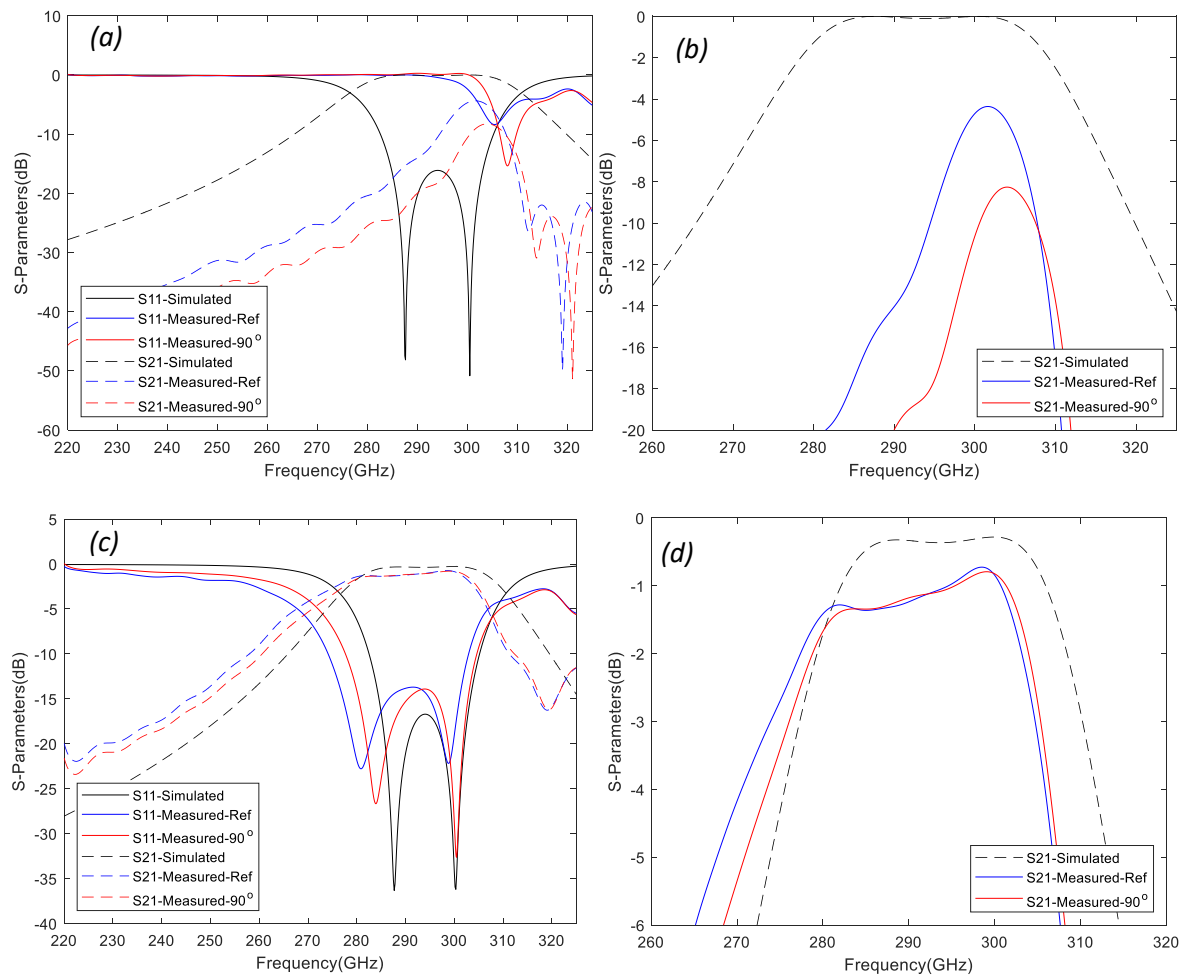 (a)
S-Parameters(dB)
10
0
-10
-20
-30
-40
-50
-60
220 230 240 250 260 270 280 290 300 310 320
Frequency(GHz)
S11-Simulated
S11-Measured-Ref
S11-Measured-90°
S21-Simulated
S21-Measured-Ref
S21-Measured-90°
(b)
S-Parameters(dB)
0
-2
-4
-6
-8
-10
-12
-14
-16
-18
-20
260 270 280 290 300 310 320
Frequency(GHz)
S21-Simulated
S21-Measured-Ref
S21-Measured-90°
(c)
S-Parameters(dB)
5
0
-5
-10
-15
-20
-25
-30
-35
-40
220 230 240 250 260 270 280 290 300 310 320
Frequency(GHz)
S11-Simulated
S11-Measured-Ref
S11-Measured-90°
S21-Simulated
S21-Measured-Ref
S21-Measured-90°
(d)
S-Parameters(dB)
0
-1
-2
-3
-4
-5
-6
260 270 280 290 300 310 320
Frequency(GHz)
S21-Simulated
S21-Measured-Ref
S21-Measured-90°